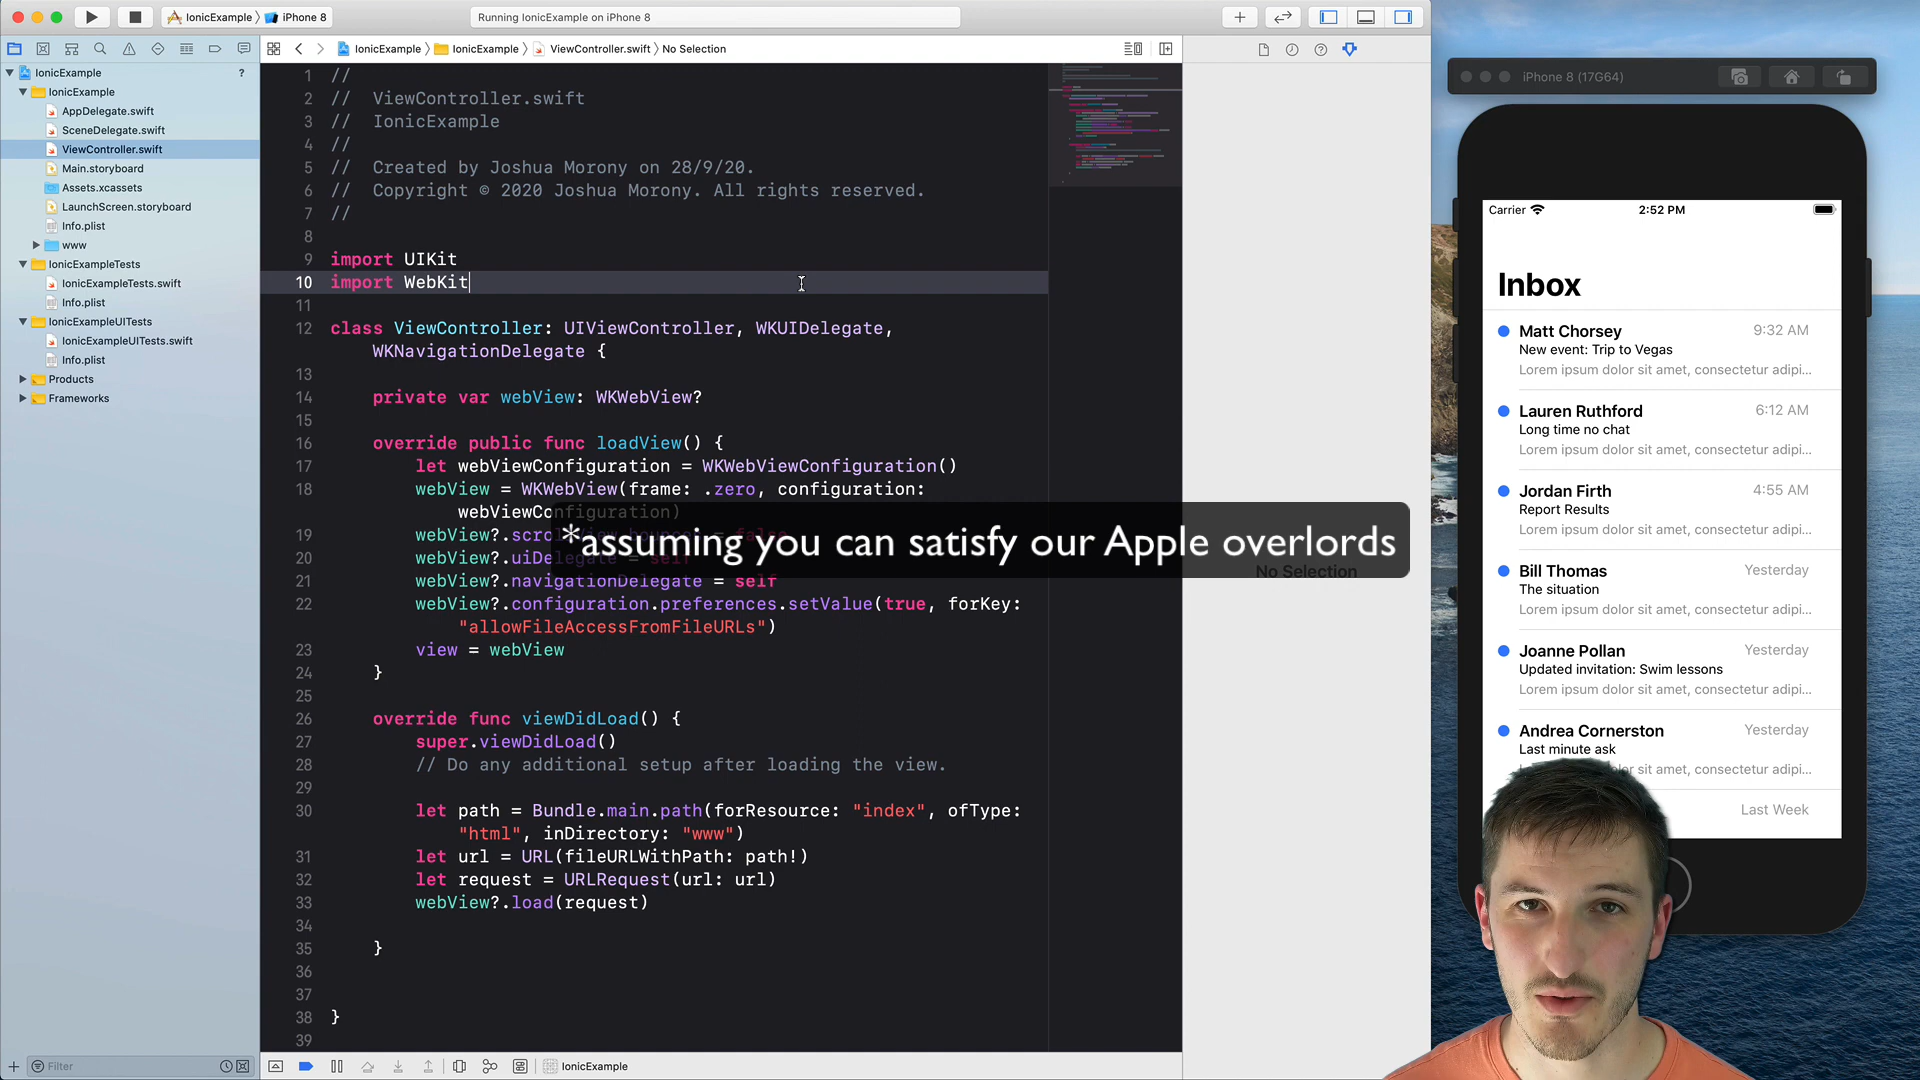 IonicExample
iPhone 8
Running IonicExample on iPhone 8
IonicExample
IonicExample
ViewController.swift
No Selection
IonicExample
?
IonicExample
AppDelegate.swift
SceneDelegate.swift
ViewController.swift
Main.storyboard
Assets.xcassets
LaunchScreen.storyboard
Info.plist
www
IonicExampleTests
IonicExampleTests.swift
Info.plist
IonicExampleUITests
IonicExampleUITests.swift
Info.plist
Products
Frameworks
Filter
1 //
2 // ViewController.swift
3 // IonicExample
4 //
5 // Created by Joshua Morony on 28/9/20.
6 // Copyright © 2020 Joshua Morony. All rights reserved.
7 //
8
9 import UIKit
10 import WebKit
11
12 class ViewController: UIViewController, WKUIDelegate,
WKNavigationDelegate {
13
14 private var webView: WKWebView?
15
16 override public func loadView() {
17 let webViewConfiguration = WKWebViewConfiguration()
18 webView = WKWebView(frame: .zero, configuration:
webViewConfiguration)
19 webView?.scrollView.bounces = false
20 webView?.uiDelegate = self
21 webView?.navigationDelegate = self
22 webView?.configuration.preferences.setValue(true, forKey:
"allowFileAccessFromFileURLs")
23 view = webView
24 }
25
26 override func viewDidLoad() {
27 super.viewDidLoad()
28 // Do any additional setup after loading the view.
29
30 let path = Bundle.main.path(forResource: "index", ofType:
"html", inDirectory: "www")
31 let url = URL(fileURLWithPath: path!)
32 let request = URLRequest(url: url)
33 webView?.load(request)
34
35 }
36
37
38 }
39
IonicExample
*assuming you can satisfy our Apple overlords
No Selection
iPhone 8 (17G64)
Carrier
2:52 PM
Inbox
Matt Chorsey 9:32 AM
New event: Trip to Vegas
Lorem ipsum dolor sit amet, consectetur adipi...
Lauren Ruthford 6:12 AM
Long time no chat
Lorem ipsum dolor sit amet, consectetur adipi...
Jordan Firth 4:55 AM
Report Results
Lorem ipsum dolor sit amet, consectetur adipi...
Bill Thomas Yesterday
The situation
Lorem ipsum dolor sit amet, consectetur adipi...
Joanne Pollan Yesterday
Updated invitation: Swim lessons
Lorem ipsum dolor sit amet, consectetur adipi...
Andrea Cornerston Yesterday
Last minute ask
dolor sit amet, consectetur adipi...
Last Week